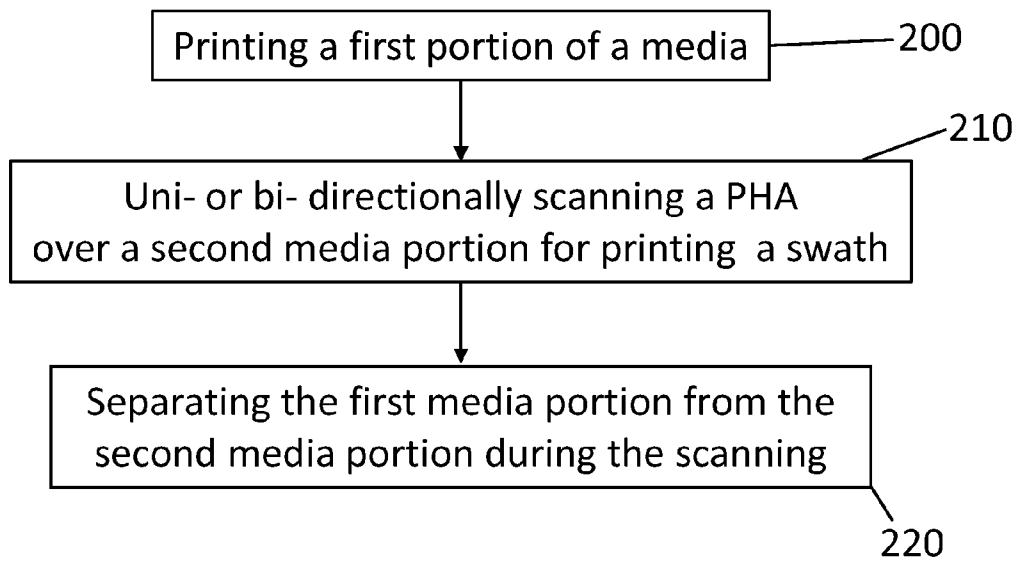 Printing a first portion of a media
200
210
Uni- or bi- directionally scanning a PHA
over a second media portion for printing a swath
Separating the first media portion from the
second media portion during the scanning
220